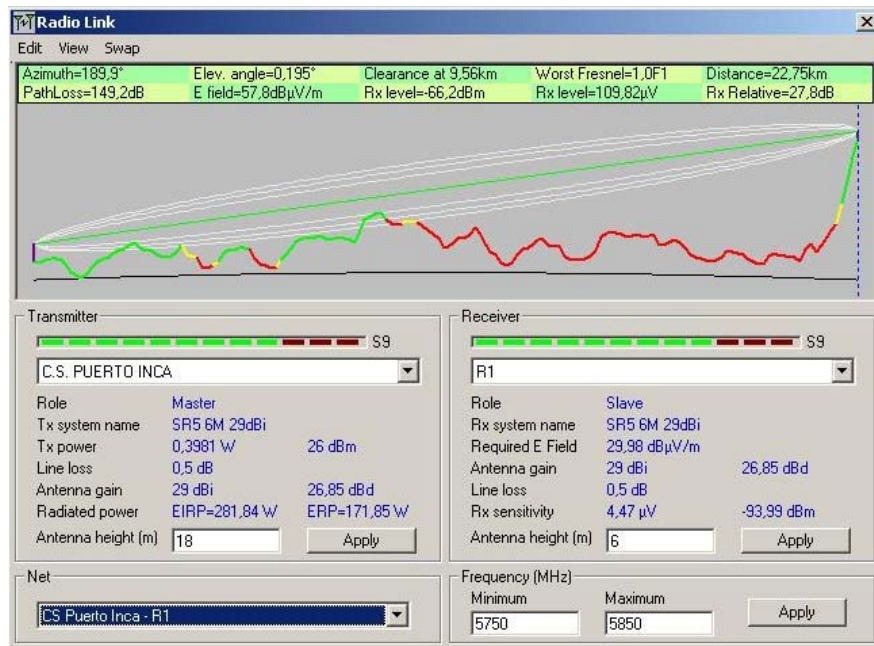 Radio Link
Edit View Swap
Azimuth=189,9° Elev. angle=0,195° Clearance at 9,56km Worst Fresnel=1,0F1 Distance=22,75km
PathLoss=149,2dB E field=57,8dBµV/m Rx level=-66,2dBm Rx level=109,82µV Rx Relative=27,8dB
Transmitter
S9
C.S. PUERTO INCA
Role Master
Tx system name SR5 6M 29dBi
Tx power 0,3981 W 26 dBm
Line loss 0,5 dB
Antenna gain 29 dBi 26,85 dBd
Radiated power EIRP=281,84 W ERP=171,85 W
Antenna height (m) 18 Apply
Net
CS Puerto Inca - R1
Receiver
S9
R1
Role Slave
Rx system name SR5 6M 29dBi
Required E Field 29,98 dBµV/m
Antenna gain 29 dBi 26,85 dBd
Line loss 0,5 dB
Rx sensitivity 4,47 µV -93,99 dBm
Antenna height (m) 6 Apply
Frequency (MHz)
Minimum Maximum
5750 5850 Apply